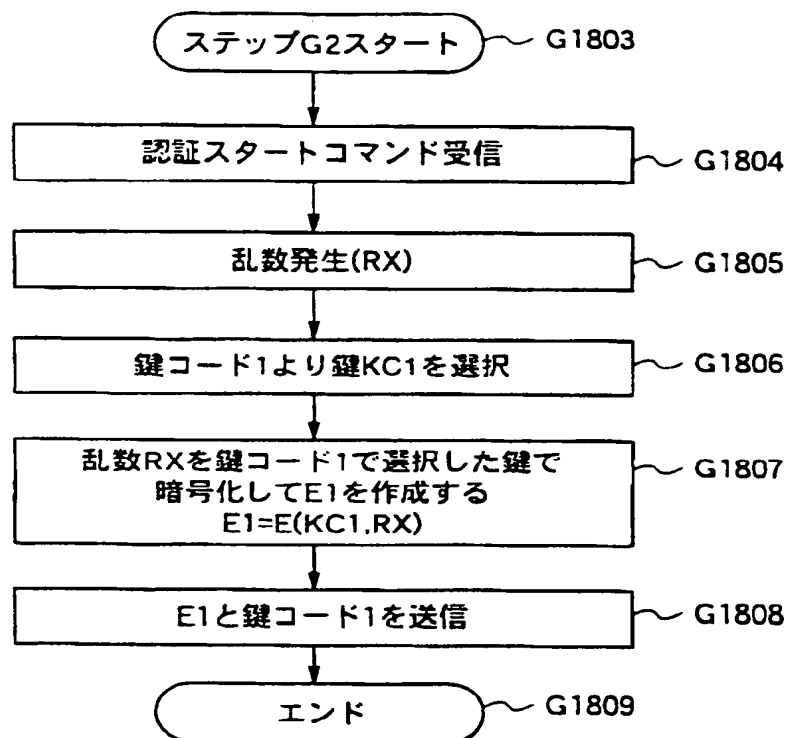 ステップG2スタート G1803
認証スタートコマンド受信 G1804
乱数発生(RX) G1805
鍵コード1より鍵KC1を選択 G1806
乱数RXを鍵コード1で選択した鍵で G1807
暗号化してE1を作成する
E1=E(KC1,RX)
E1と鍵コード1を送信 G1808
エンド G1809